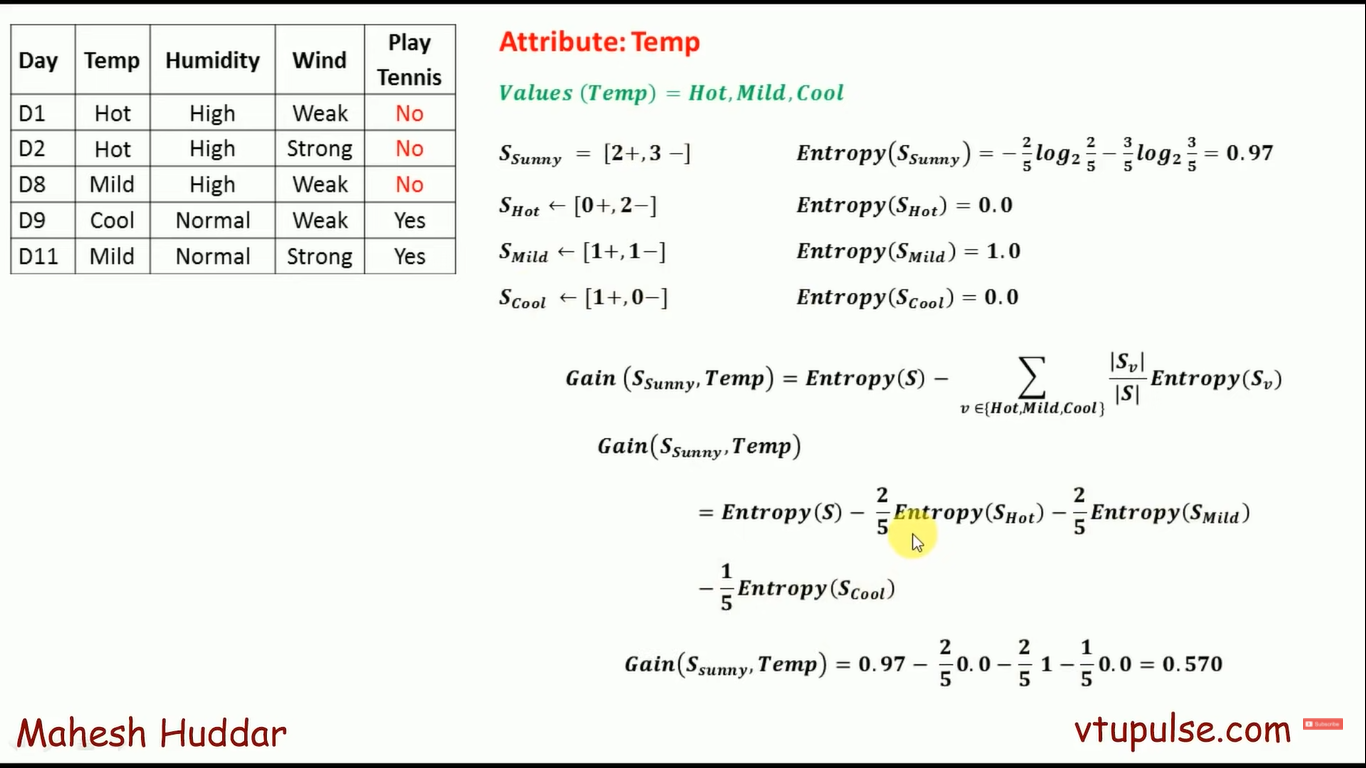 Day Temp Humidity Wind Play Tennis
D1 Hot High Weak No
D2 Hot High Strong No
D8 Mild High Weak No
D9 Cool Normal Weak Yes
D11 Mild Normal Strong Yes
Attribute: Temp
Values (Temp) = Hot, Mild, Cool
S_Sunny = [2+, 3 −] Entropy(S_Sunny) = − 2/5 log₂ 2/5 − 3/5 log₂ 3/5 = 0.97
S_Hot ← [0+, 2−] Entropy(S_Hot) = 0.0
S_Mild ← [1+, 1−] Entropy(S_Mild) = 1.0
S_Cool ← [1+, 0−] Entropy(S_Cool) = 0.0
Gain (S_Sunny, Temp) = Entropy(S) − ∑ v ∈{Hot,Mild,Cool} |S_v|/|S| Entropy(S_v)
Gain(S_Sunny, Temp)
= Entropy(S) − 2/5 Entropy(S_Hot) − 2/5 Entropy(S_Mild)
− 1/5 Entropy(S_Cool)
Gain(S_sunny, Temp) = 0.97 − 2/5 0.0 − 2/5 1 − 1/5 0.0 = 0.570
Mahesh Huddar
vtupulse.com
Subscribe